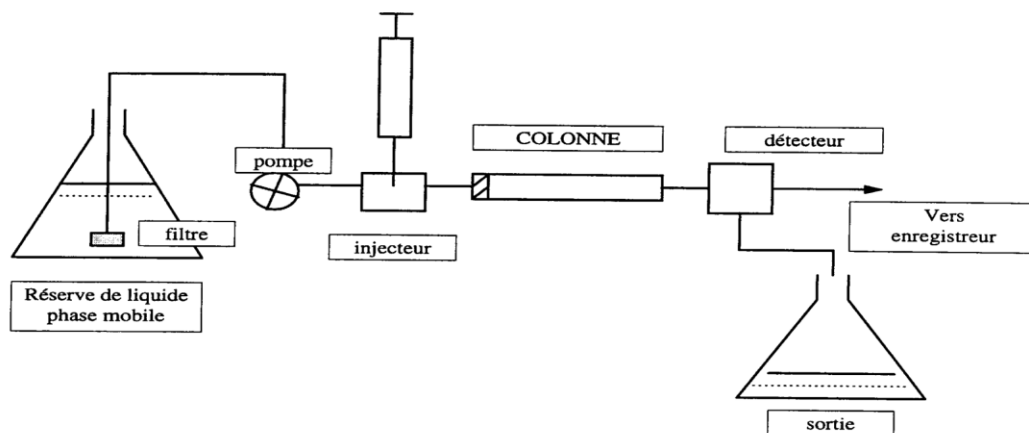 COLONNE
détecteur
pompe
filtre
injecteur
Vers
enregistreur
Réserve de liquide
phase mobile
sortie